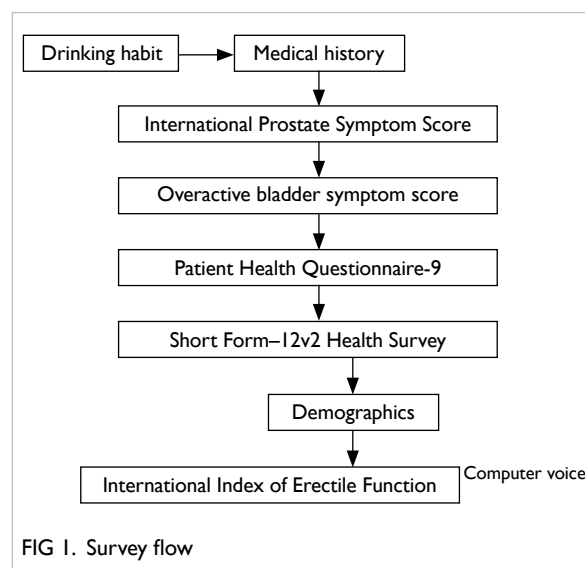 Drinking habit
Medical history
International Prostate Symptom Score
Overactive bladder symptom score
Patient Health Questionnaire-9
Short Form–12v2 Health Survey
Demographics
International Index of Erectile Function
Computer voice
FIG 1. Survey flow